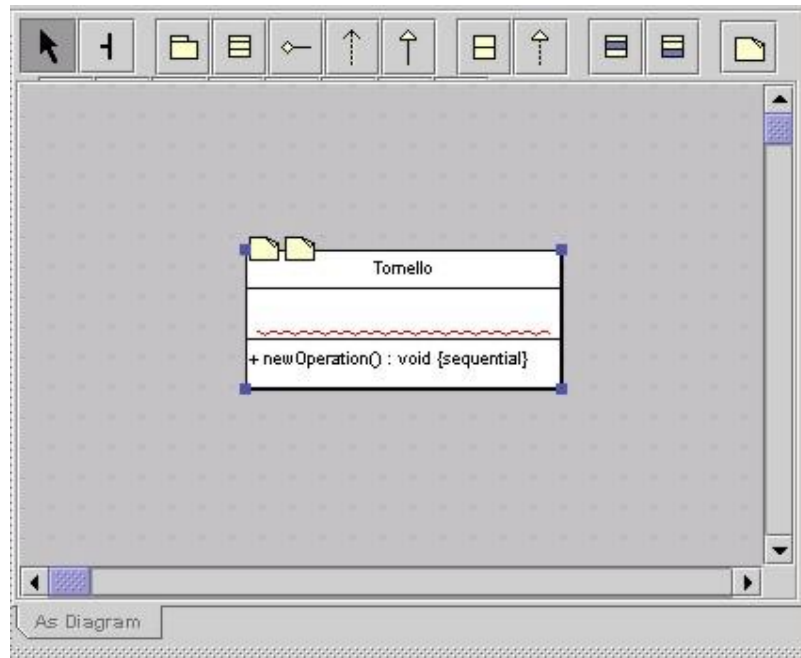 Tornello
+ newOperation() : void {sequential}
As Diagram